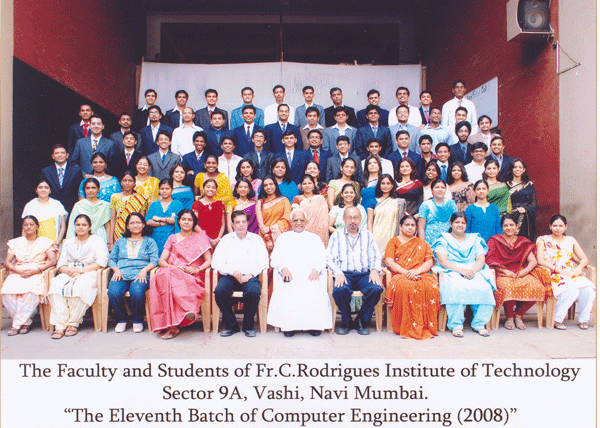 The Faculty and Students of Fr.C.Rodrigues Institute of Technology
Sector 9A, Vashi, Navi Mumbai.
“The Eleventh Batch of Computer Engineering (2008)”